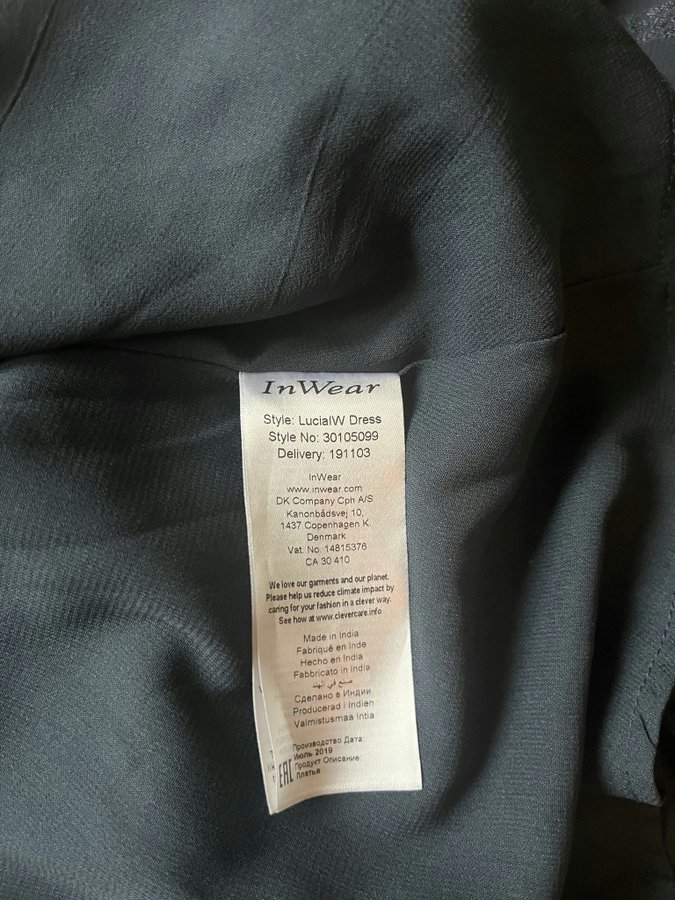 InWear
Style: LucialW Dress
Style No: 30105099
Delivery: 191103
InWear
www.inwear.com
DK Company Cph A/S
Kanonbådsvej 10,
1437 Copenhagen K
Denmark
Vat. No. 14815376
CA 30 410
We love our garments and our planet.
Please help us reduce climate impact by
caring for your fashion in a clever way.
See how at www.clevercare.info
Made in India
Fabriqué en Inde
Hecho en India
Fabbricato in India
صنع في الهند
Сделано в Индии
Producerad i Indien
Valmistusmaa Intia
Производство Дата:
Июль 2019
Продукт Описание:
Платья
EAC